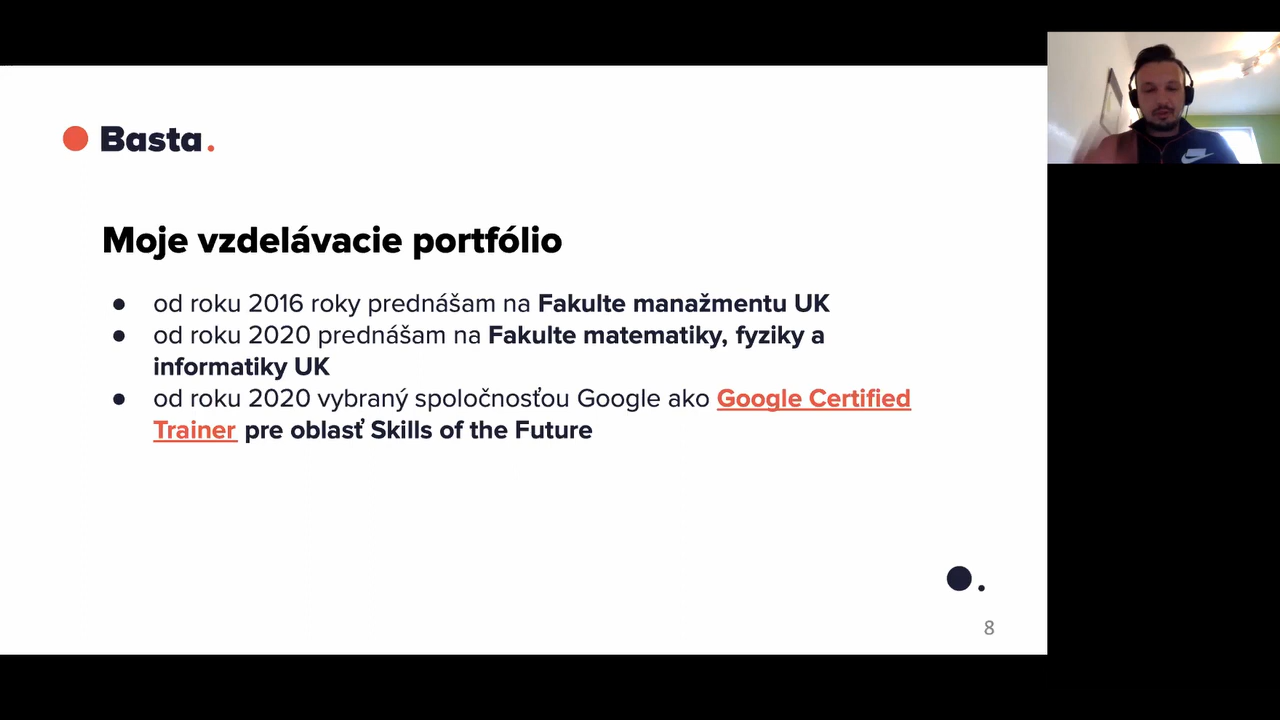 Basta.
Moje vzdelávacie portfólio
● od roku 2016 roky prednášam na Fakulte manažmentu UK
● od roku 2020 prednášam na Fakulte matematiky, fyziky a
informatiky UK
● od roku 2020 vybraný spoločnosťou Google ako Google Certified
Trainer pre oblasť Skills of the Future
8